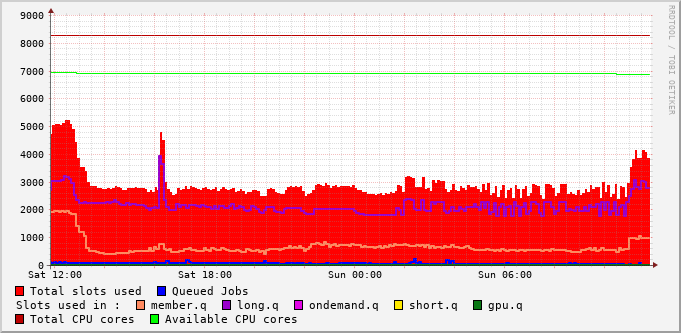 RRDTOOL / TOBI OETIKER
9000
8000
7000
6000
5000
4000
3000
2000
1000
0
Sat 12:00 Sat 18:00 Sun 00:00 Sun 06:00
Total slots used Queued Jobs
Slots used in : member.q long.q ondemand.q short.q gpu.q
Total CPU cores Available CPU cores